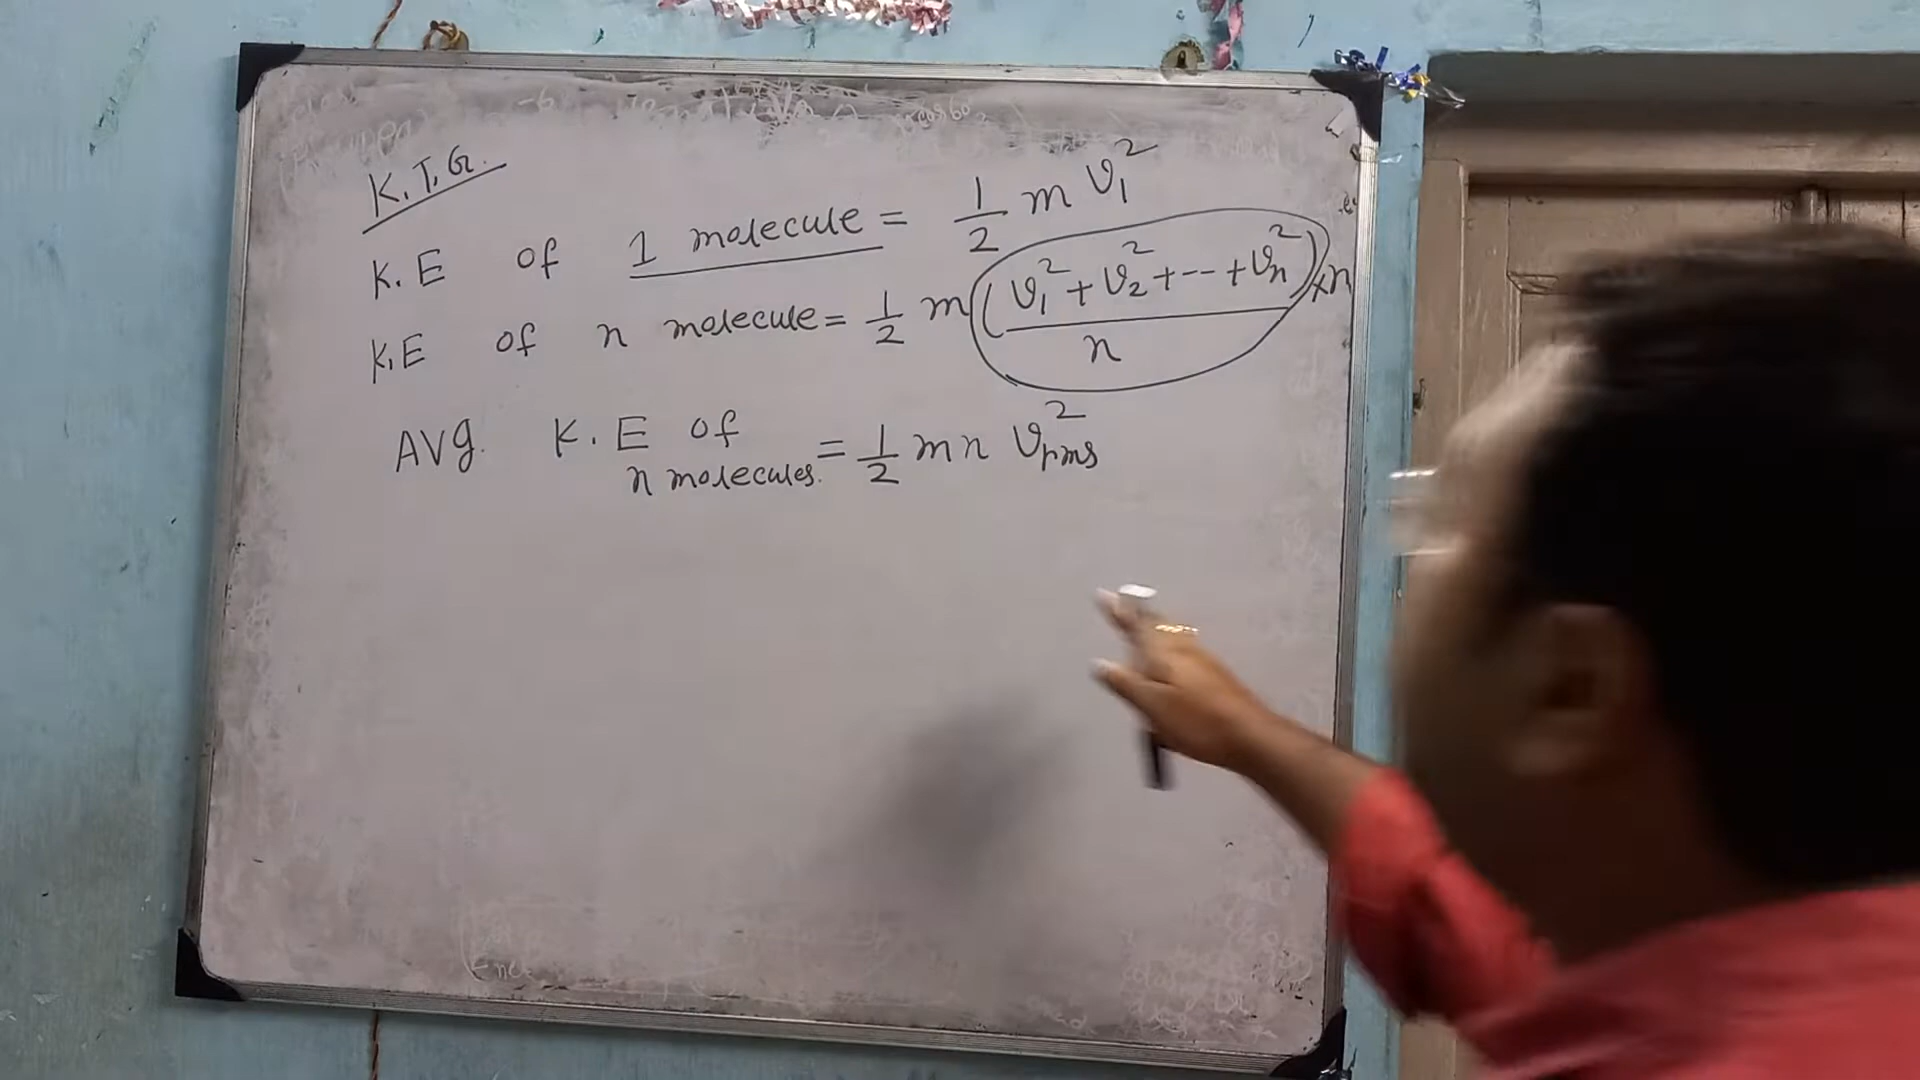 K.T.G.
K.E of 1 molecule = 1/2 m v₁²
K.E of n molecule = 1/2 m (v₁² + v₂² + -- + vₙ²)/n × n
AVg. K.E of n molecules. = 1/2 mn v²rms